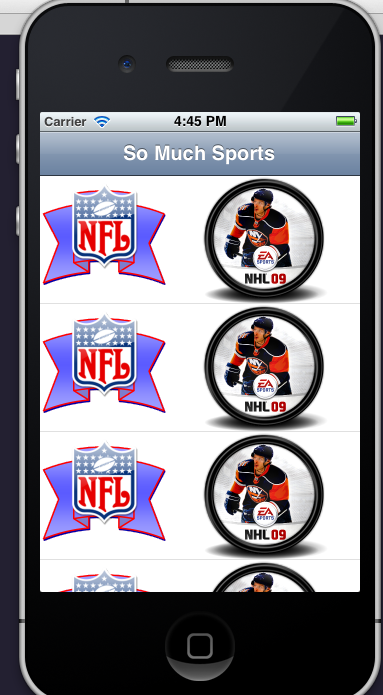 Carrier 4:45 PM
So Much Sports
NFL
EA
SPORTS
NHL 09
NFL
EA
SPORTS
NHL 09
NFL
EA
SPORTS
NHL 09